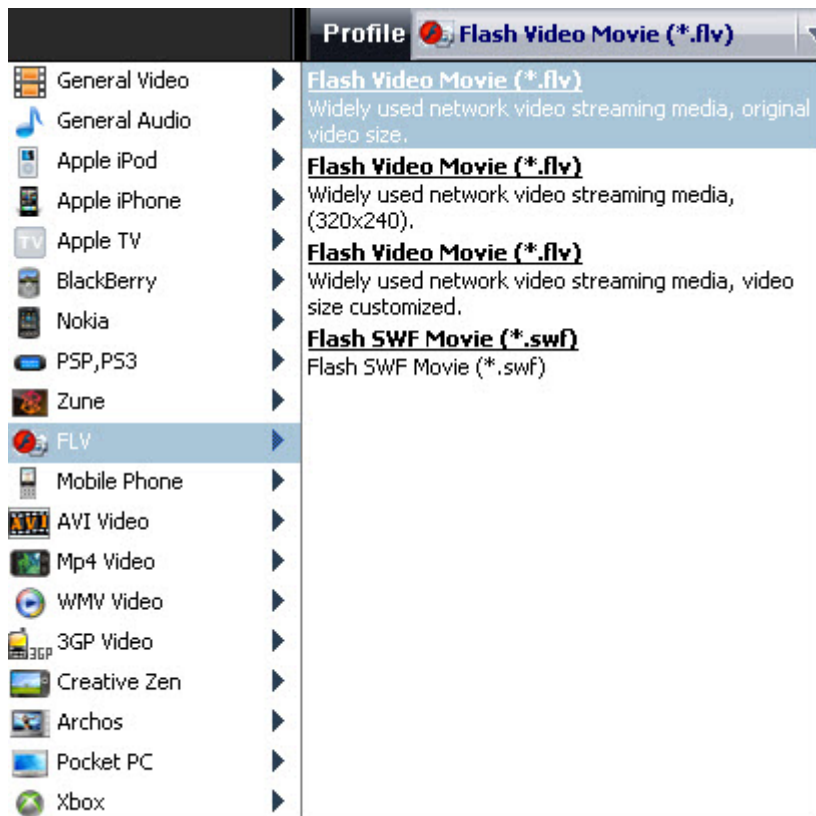 Profile Flash Video Movie (*.flv)
General Video
General Audio
Apple iPod
Apple iPhone
TV Apple TV
BlackBerry
Nokia
PSP,PS3
Zune
FLV
Mobile Phone
AVI AVI Video
Mp4 Video
WMV Video
3GP 3GP Video
Creative Zen
Archos
Pocket PC
Xbox
Flash Video Movie (*.flv)
Widely used network video streaming media, original
video size.
Flash Video Movie (*.flv)
Widely used network video streaming media,
(320x240).
Flash Video Movie (*.flv)
Widely used network video streaming media, video
size customized.
Flash SWF Movie (*.swf)
Flash SWF Movie (*.swf)